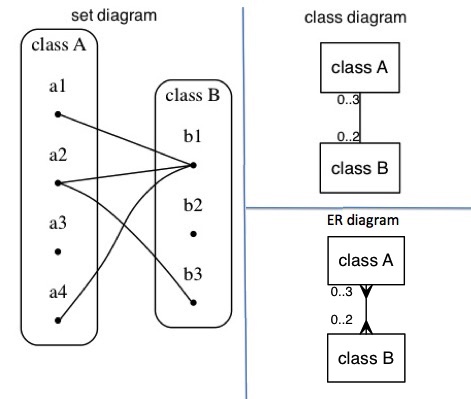 set diagram
class A
a1
a2
a3
a4
class B
b1
b2
b3
class diagram
class A
0..3
0..2
class B
ER diagram
class A
0..3
0..2
class B